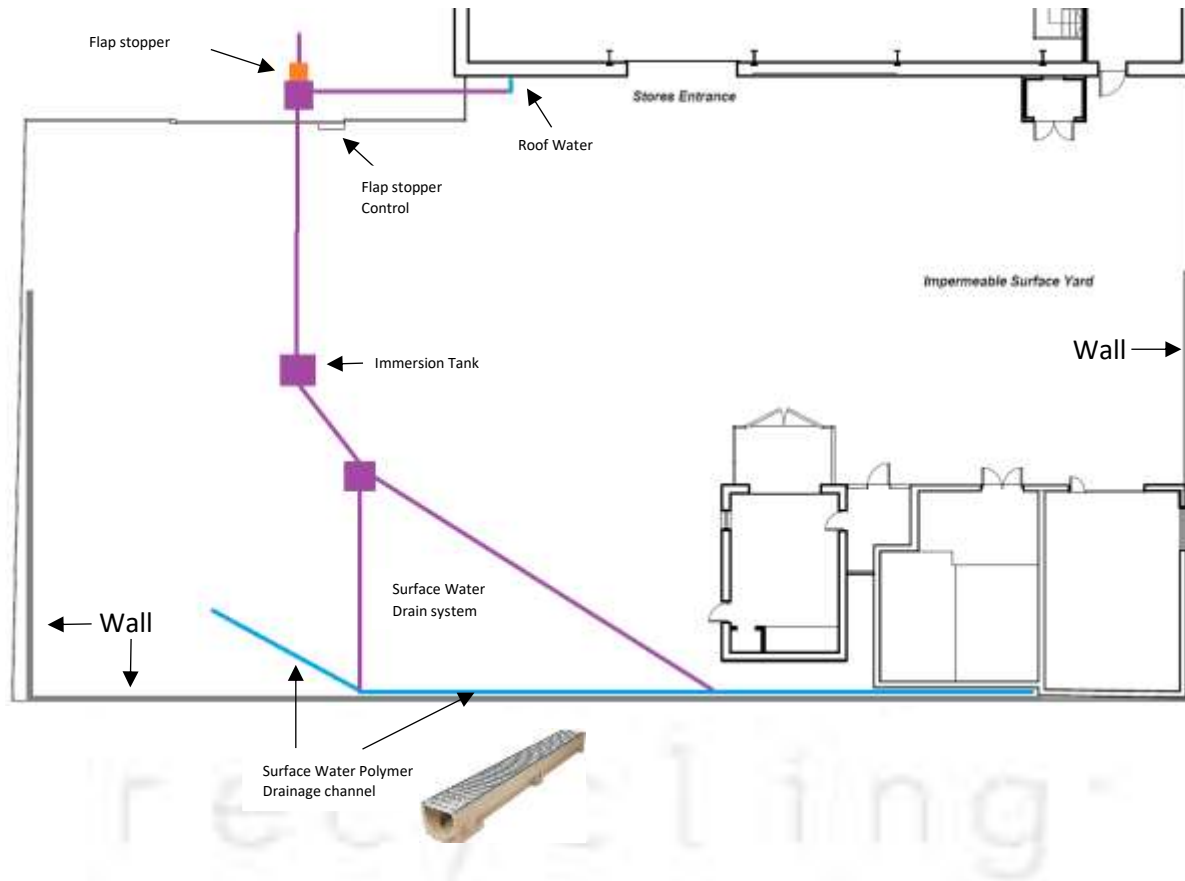 Flap stopper
Storee Entrance
Roof Water
Flap stopper
Control
Impermeable Surface Yard
Wall
Immersion Tank
Surface Water
Drain system
Wall
Surface Water Polymer
Drainage channel
recycling